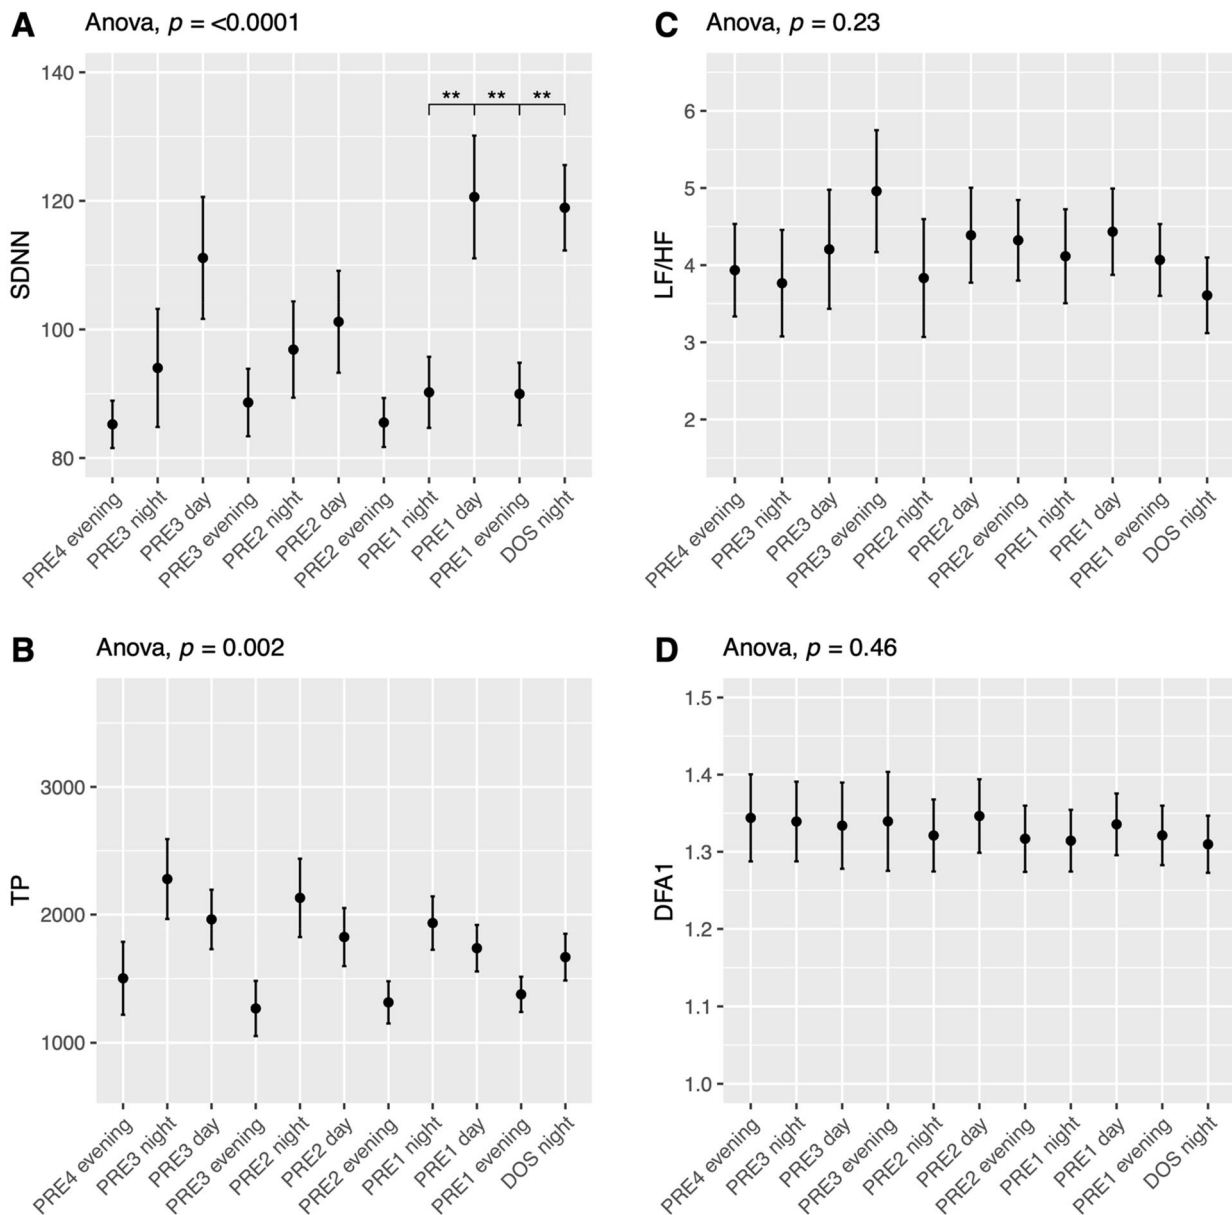 A Anova, p = <0.0001
SDNN
140
120
100
80
** ** **
PRE4 evening
PRE3 night
PRE3 day
PRE3 evening
PRE2 night
PRE2 day
PRE2 evening
PRE1 night
PRE1 day
PRE1 evening
DOS night
C Anova, p = 0.23
LF/HF
6
5
4
3
2
PRE4 evening
PRE3 night
PRE3 day
PRE3 evening
PRE2 night
PRE2 day
PRE2 evening
PRE1 night
PRE1 day
PRE1 evening
DOS night
B Anova, p = 0.002
TP
3000
2000
1000
PRE4 evening
PRE3 night
PRE3 day
PRE3 evening
PRE2 night
PRE2 day
PRE2 evening
PRE1 night
PRE1 day
PRE1 evening
DOS night
D Anova, p = 0.46
DFA1
1.5
1.4
1.3
1.2
1.1
1.0
PRE4 evening
PRE3 night
PRE3 day
PRE3 evening
PRE2 night
PRE2 day
PRE2 evening
PRE1 night
PRE1 day
PRE1 evening
DOS night